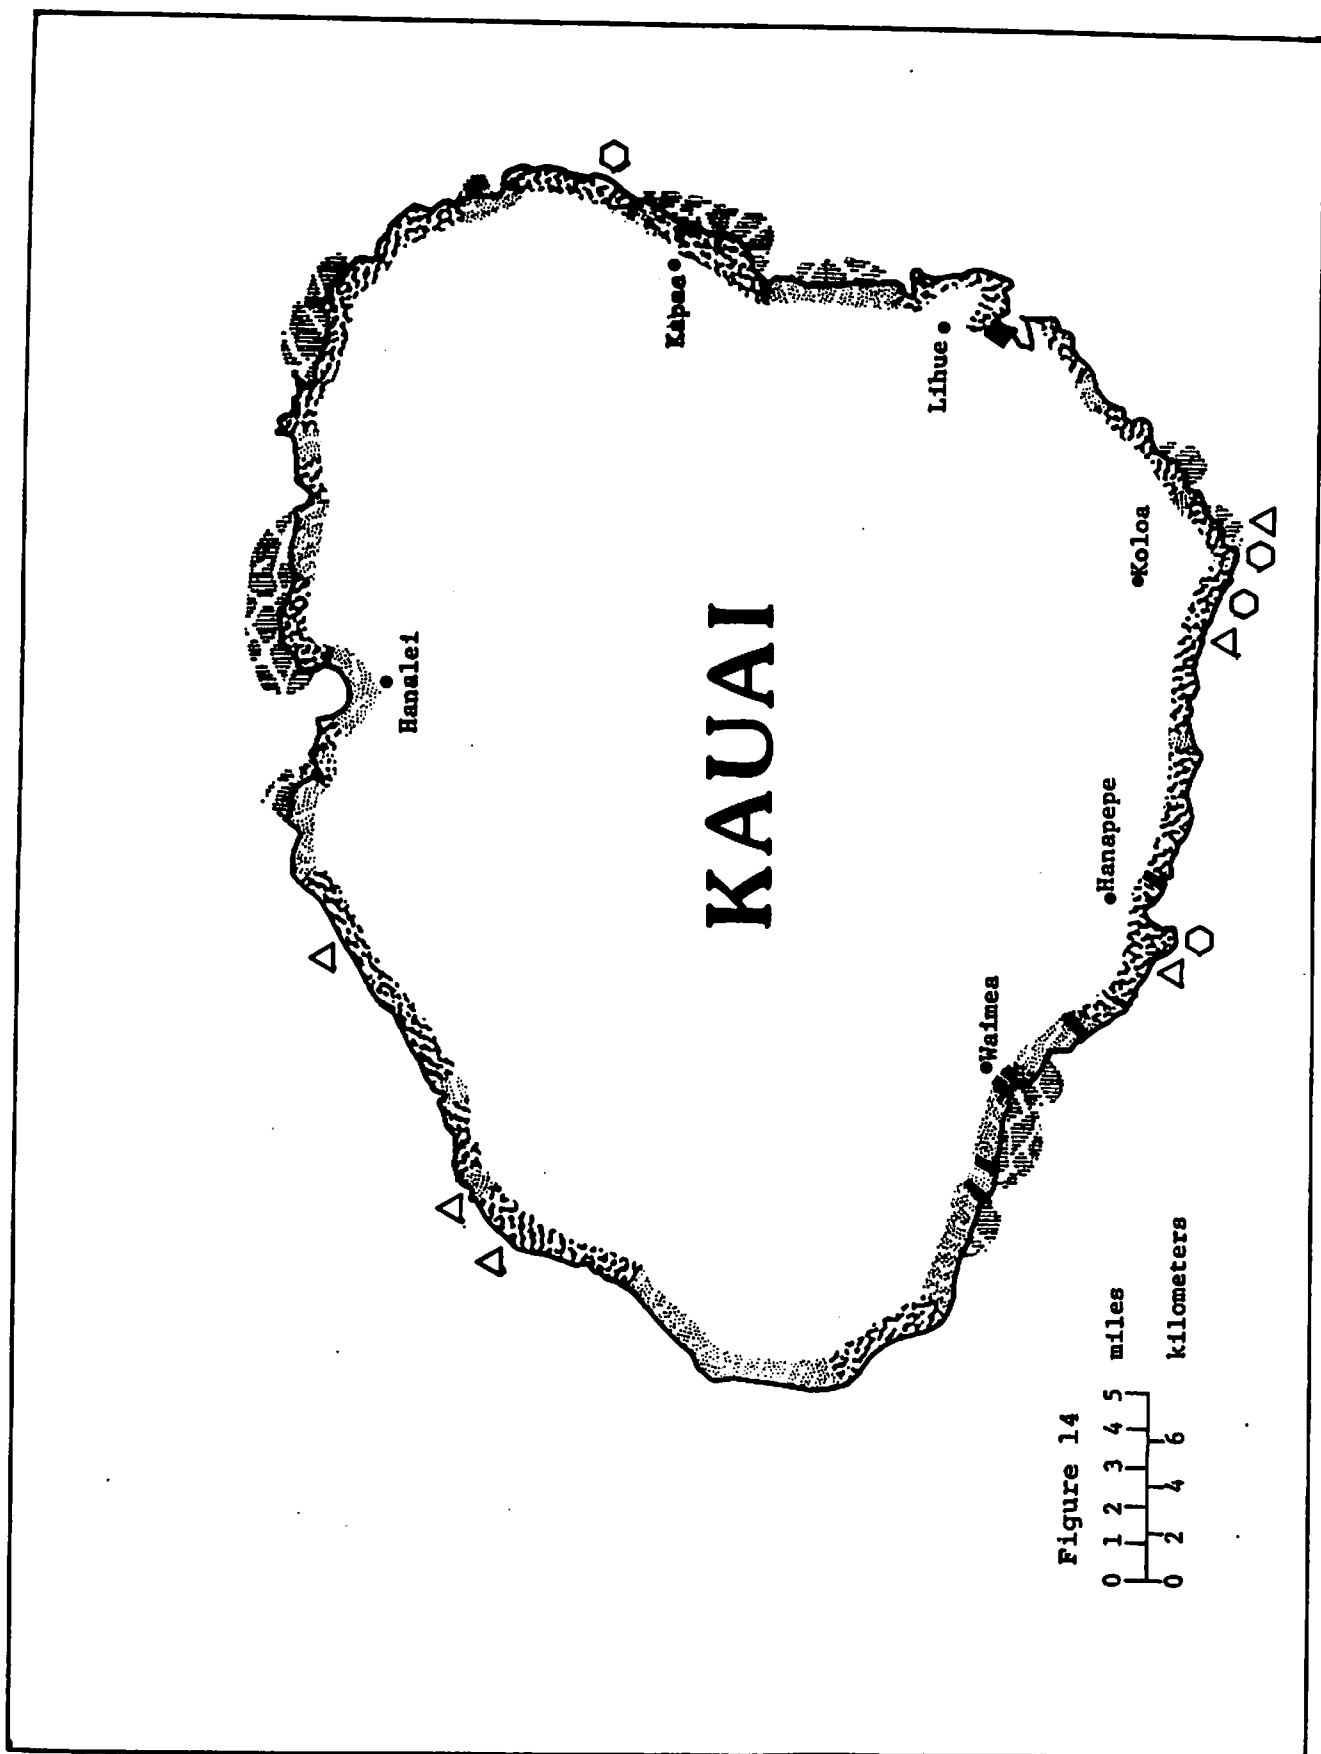 Kapaa
Lihue
Hanalei
Koloa
KAUAI
Hanapepe
Waimea
Figure 14
0 1 2 3 4 5 miles
0 2 4 6 kilometers